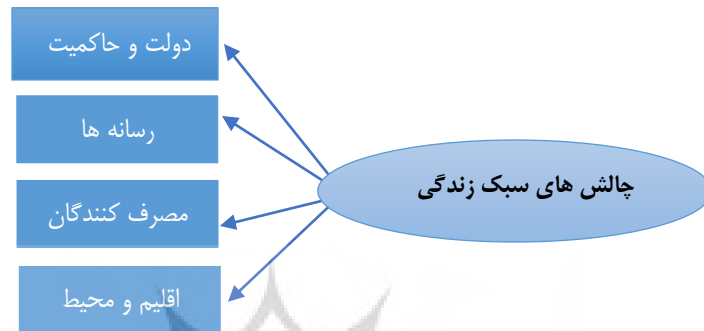 چالش های سبک زندگی
دولت و حاکمیت
رسانه ها
مصرف کنندگان
اقلیم و محیط